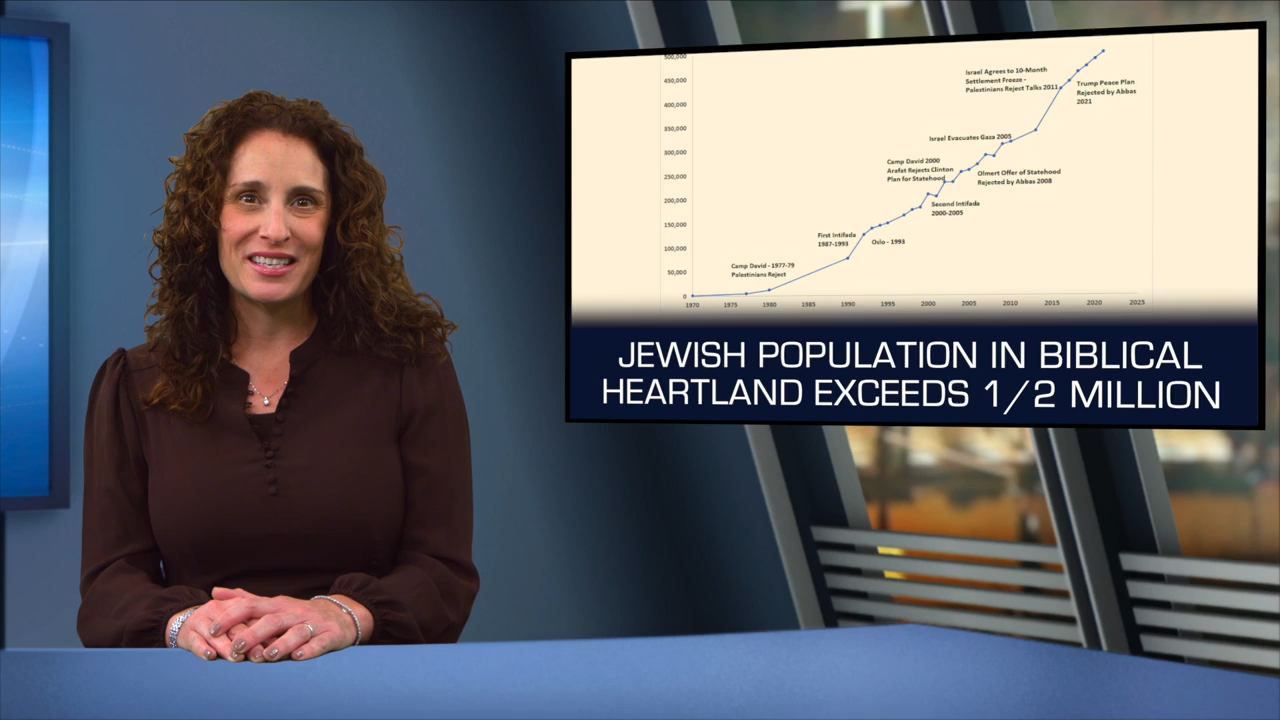 500,000
450,000
400,000
350,000
300,000
250,000
200,000
150,000
100,000
50,000
0
1970 1975 1980 1985 1990 1995 2000 2005 2010 2015 2020 2025
Israel Agrees to 10-Month
Settlement Freeze -
Palestinians Reject Talks 2011
Trump Peace Plan
Rejected by Abbas
2021
Israel Evacuates Gaza 2005
Camp David 2000
Arafat Rejects Clinton
Plan for Statehood
Olmert Offer of Statehood
Rejected by Abbas 2008
Second Intifada
2000-2005
First Intifada
1987-1993
Oslo - 1993
Camp David - 1977-79
Palestinians Reject
JEWISH POPULATION IN BIBLICAL
HEARTLAND EXCEEDS 1/2 MILLION